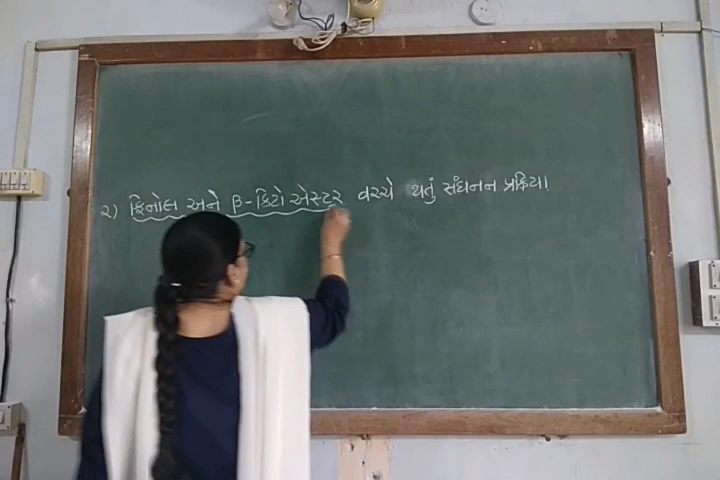 ૨) ફિનોલ અને β-કિટો એસ્ટર વચ્ચે થતું સંઘનન પ્રક્રિયા